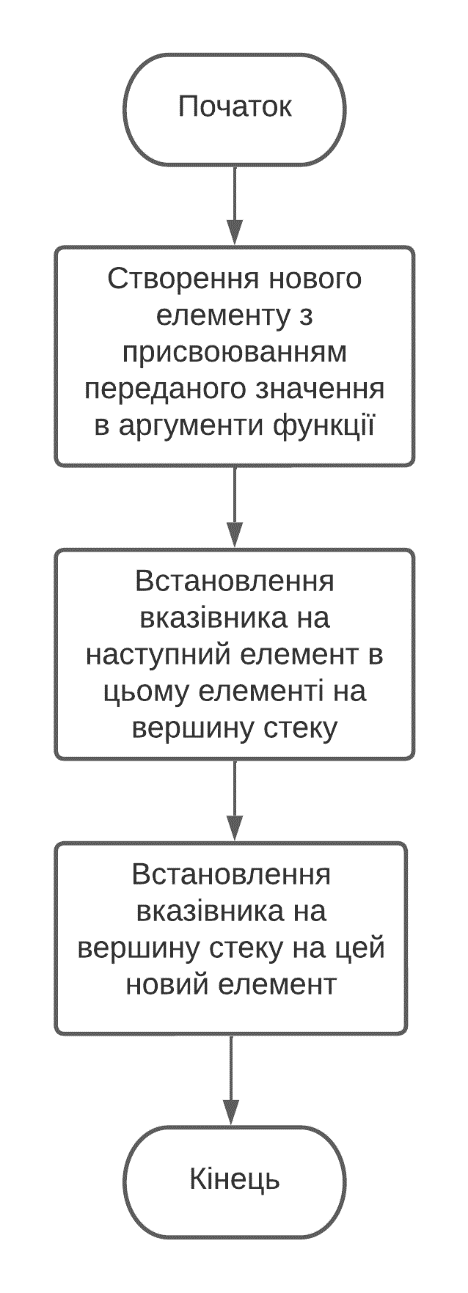 Початок
Створення нового
елементу з
присвоюванням
переданого значення
в аргументи функції
Встановлення
вказівника на
наступний елемент в
цьому елементі на
вершину стеку
Встановлення
вказівника на
вершину стеку на цей
новий елемент
Кінець